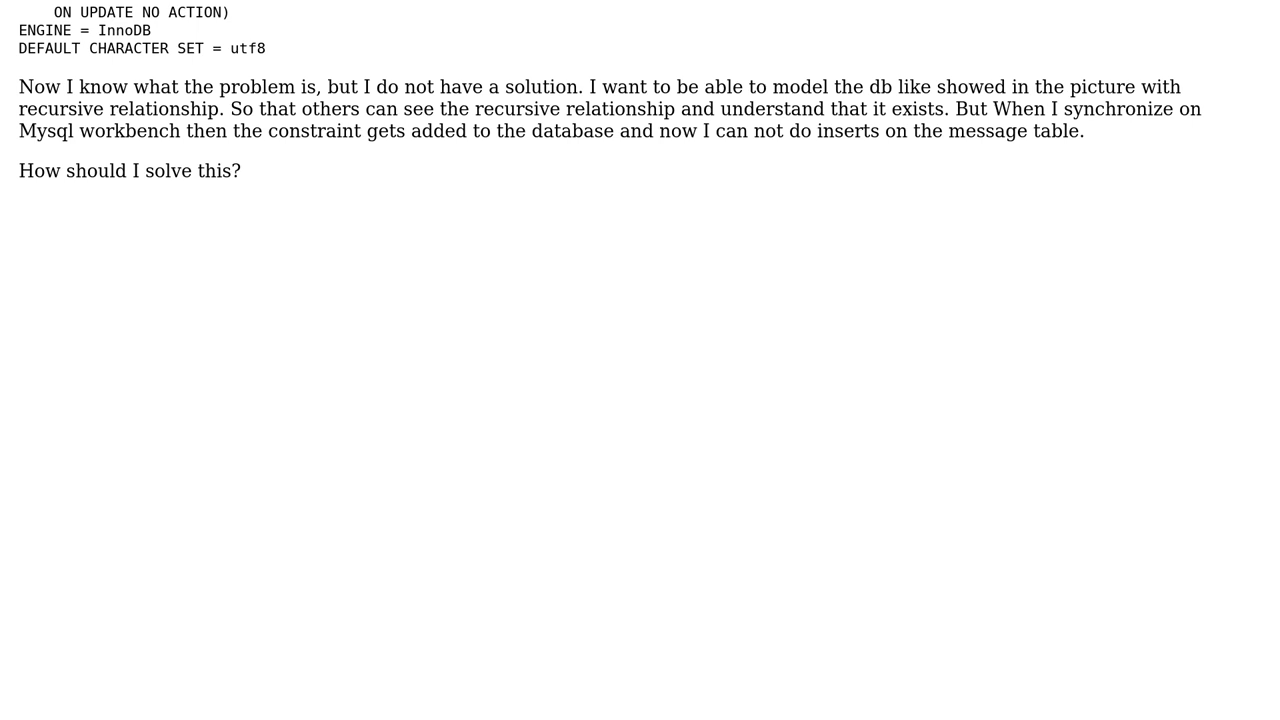 ON UPDATE NO ACTION)
ENGINE = InnoDB
DEFAULT CHARACTER SET = utf8
Now I know what the problem is, but I do not have a solution. I want to be able to model the db like showed in the picture with
recursive relationship. So that others can see the recursive relationship and understand that it exists. But When I synchronize on
Mysql workbench then the constraint gets added to the database and now I can not do inserts on the message table.
How should I solve this?